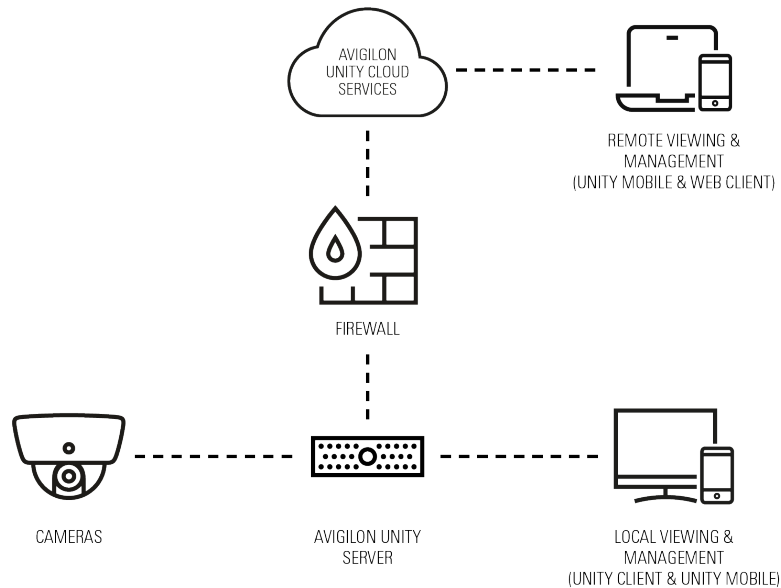 AVIGILON
UNITY CLOUD
SERVICES
REMOTE VIEWING &
MANAGEMENT
(UNITY MOBILE & WEB CLIENT)
FIREWALL
CAMERAS
AVIGILON UNITY
SERVER
LOCAL VIEWING &
MANAGEMENT
(UNITY CLIENT & UNITY MOBILE)